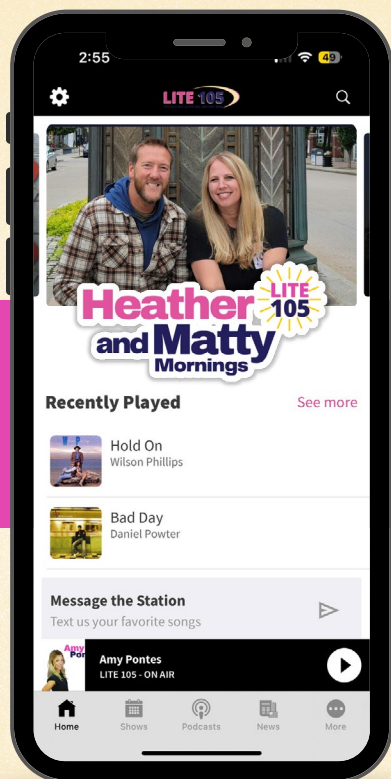 2:55
49
LITE 105
Heather
LITE
105
and Matty
Mornings
Recently Played
See more
Hold On
Wilson Phillips
Bad Day
Daniel Powter
Message the Station
Text us your favorite songs
Amy
Amy Pontes
LITE 105 - ON AIR
Home
Shows
Podcasts
News
More